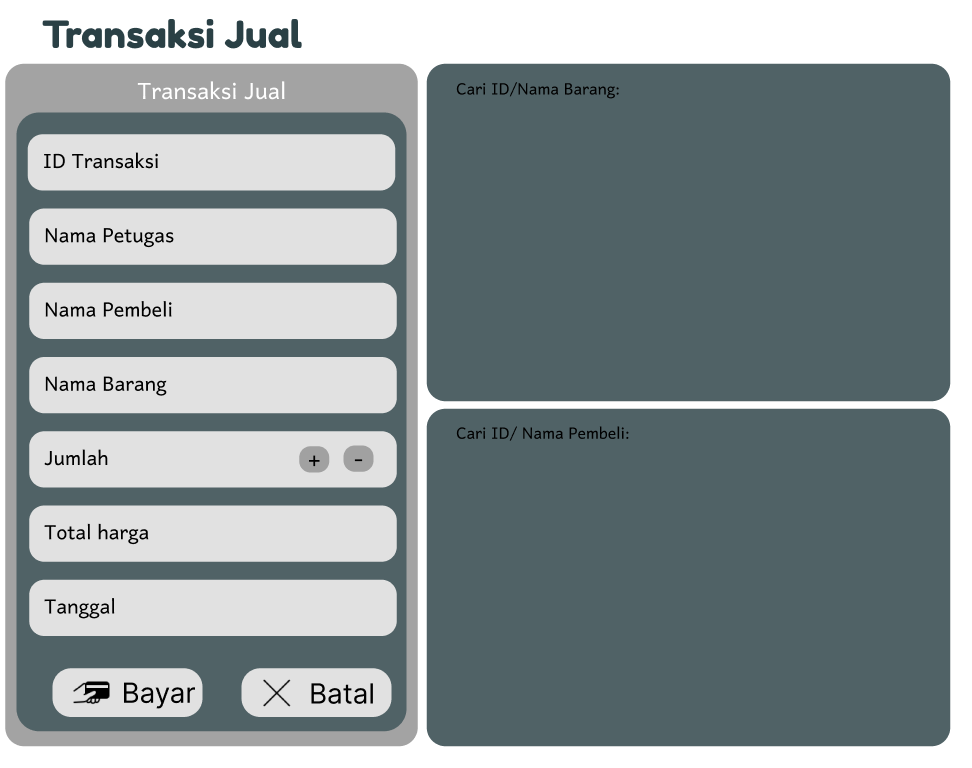 Transaksi Jual
Transaksi Jual
ID Transaksi
Nama Petugas
Nama Pembeli
Nama Barang
Jumlah + -
Total harga
Tanggal
Bayar
Batal
Cari ID/Nama Barang:
Cari ID/ Nama Pembeli: